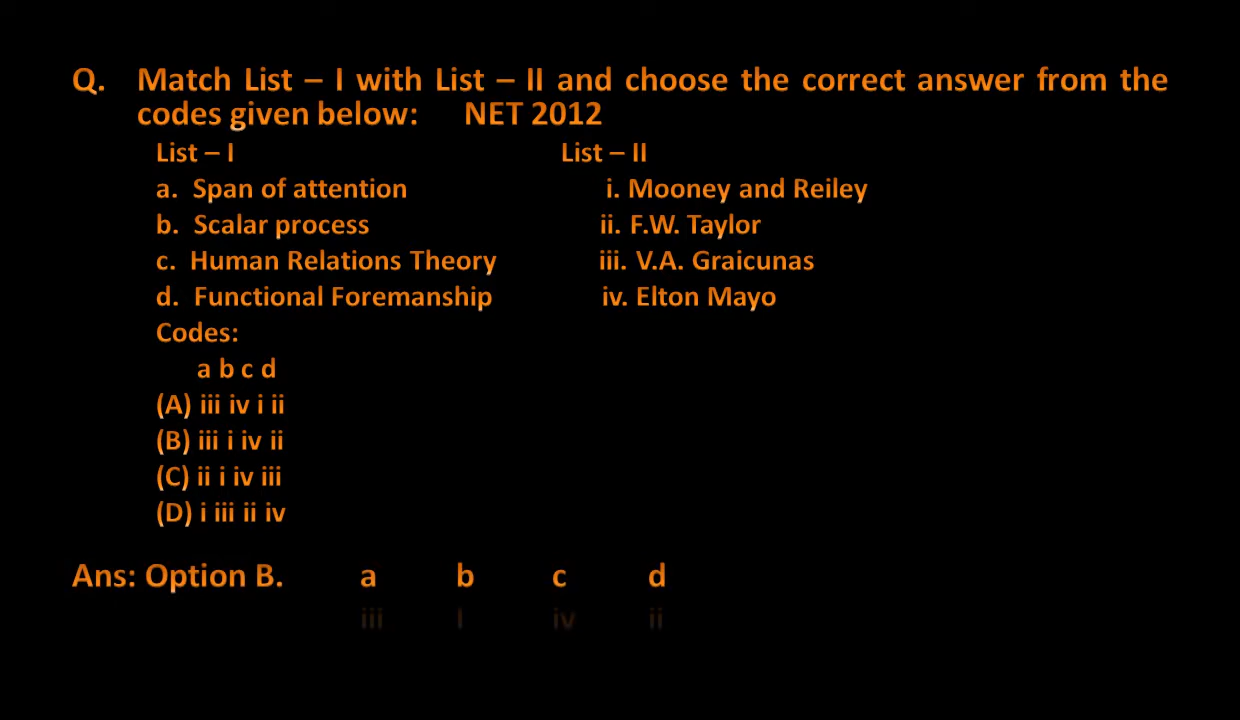 Q. Match List – I with List – II and choose the correct answer from the
codes given below: NET 2012
List – I List – II
a. Span of attention i. Mooney and Reiley
b. Scalar process ii. F.W. Taylor
c. Human Relations Theory iii. V.A. Graicunas
d. Functional Foremanship iv. Elton Mayo
Codes:
a b c d
(A) iii iv i ii
(B) iii i iv ii
(C) ii i iv iii
(D) i iii ii iv
Ans: Option B. a b c d
iii I iv ii